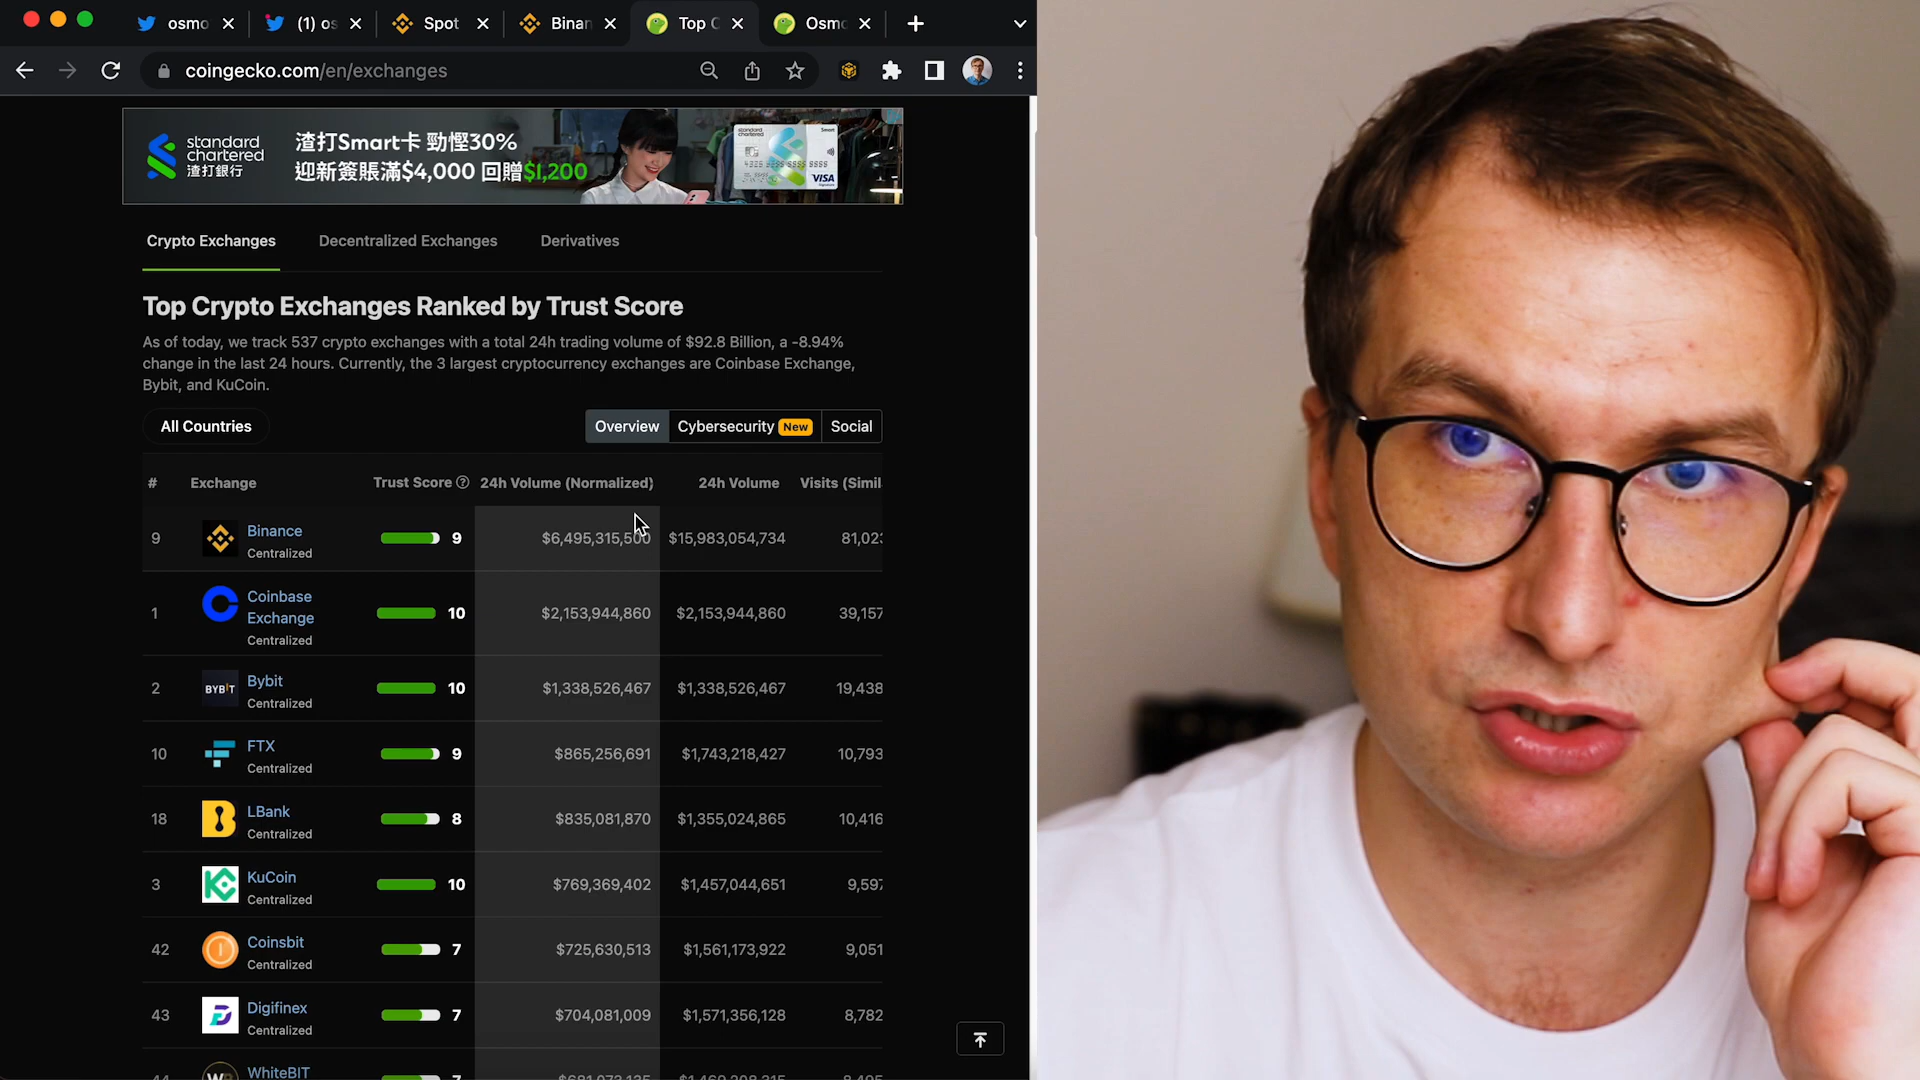 osmo
(1) os
Spot
Binan
Top C
Osmo
coingecko.com/en/exchanges
standard
chartered
渣打銀行
渣打Smart卡 勁慳30%
迎新簽賬滿$4,000 回贈$1,200
standard
chartered
Smart
VISA
Crypto Exchanges
Decentralized Exchanges
Derivatives
Top Crypto Exchanges Ranked by Trust Score
As of today, we track 537 crypto exchanges with a total 24h trading volume of $92.8 Billion, a -8.94%
change in the last 24 hours. Currently, the 3 largest cryptocurrency exchanges are Coinbase Exchange,
Bybit, and KuCoin.
All Countries
Overview
Cybersecurity New
Social
# Exchange Trust Score 24h Volume (Normalized) 24h Volume Visits (Simil
9 Binance 9 $6,495,315,500 $15,983,054,734 81,023
Centralized
1 Coinbase Exchange 10 $2,153,944,860 $2,153,944,860 39,157
Centralized
BYBIT
2 Bybit 10 $1,338,526,467 $1,338,526,467 19,438
Centralized
10 FTX 9 $865,256,691 $1,743,218,427 10,793
Centralized
18 LBank 8 $835,081,870 $1,355,024,865 10,416
Centralized
3 KuCoin 10 $769,369,402 $1,457,044,651 9,597
Centralized
42 Coinsbit 7 $725,630,513 $1,561,173,922 9,051
Centralized
43 Digifinex 7 $704,081,009 $1,571,356,128 8,782
Centralized
WhiteBIT